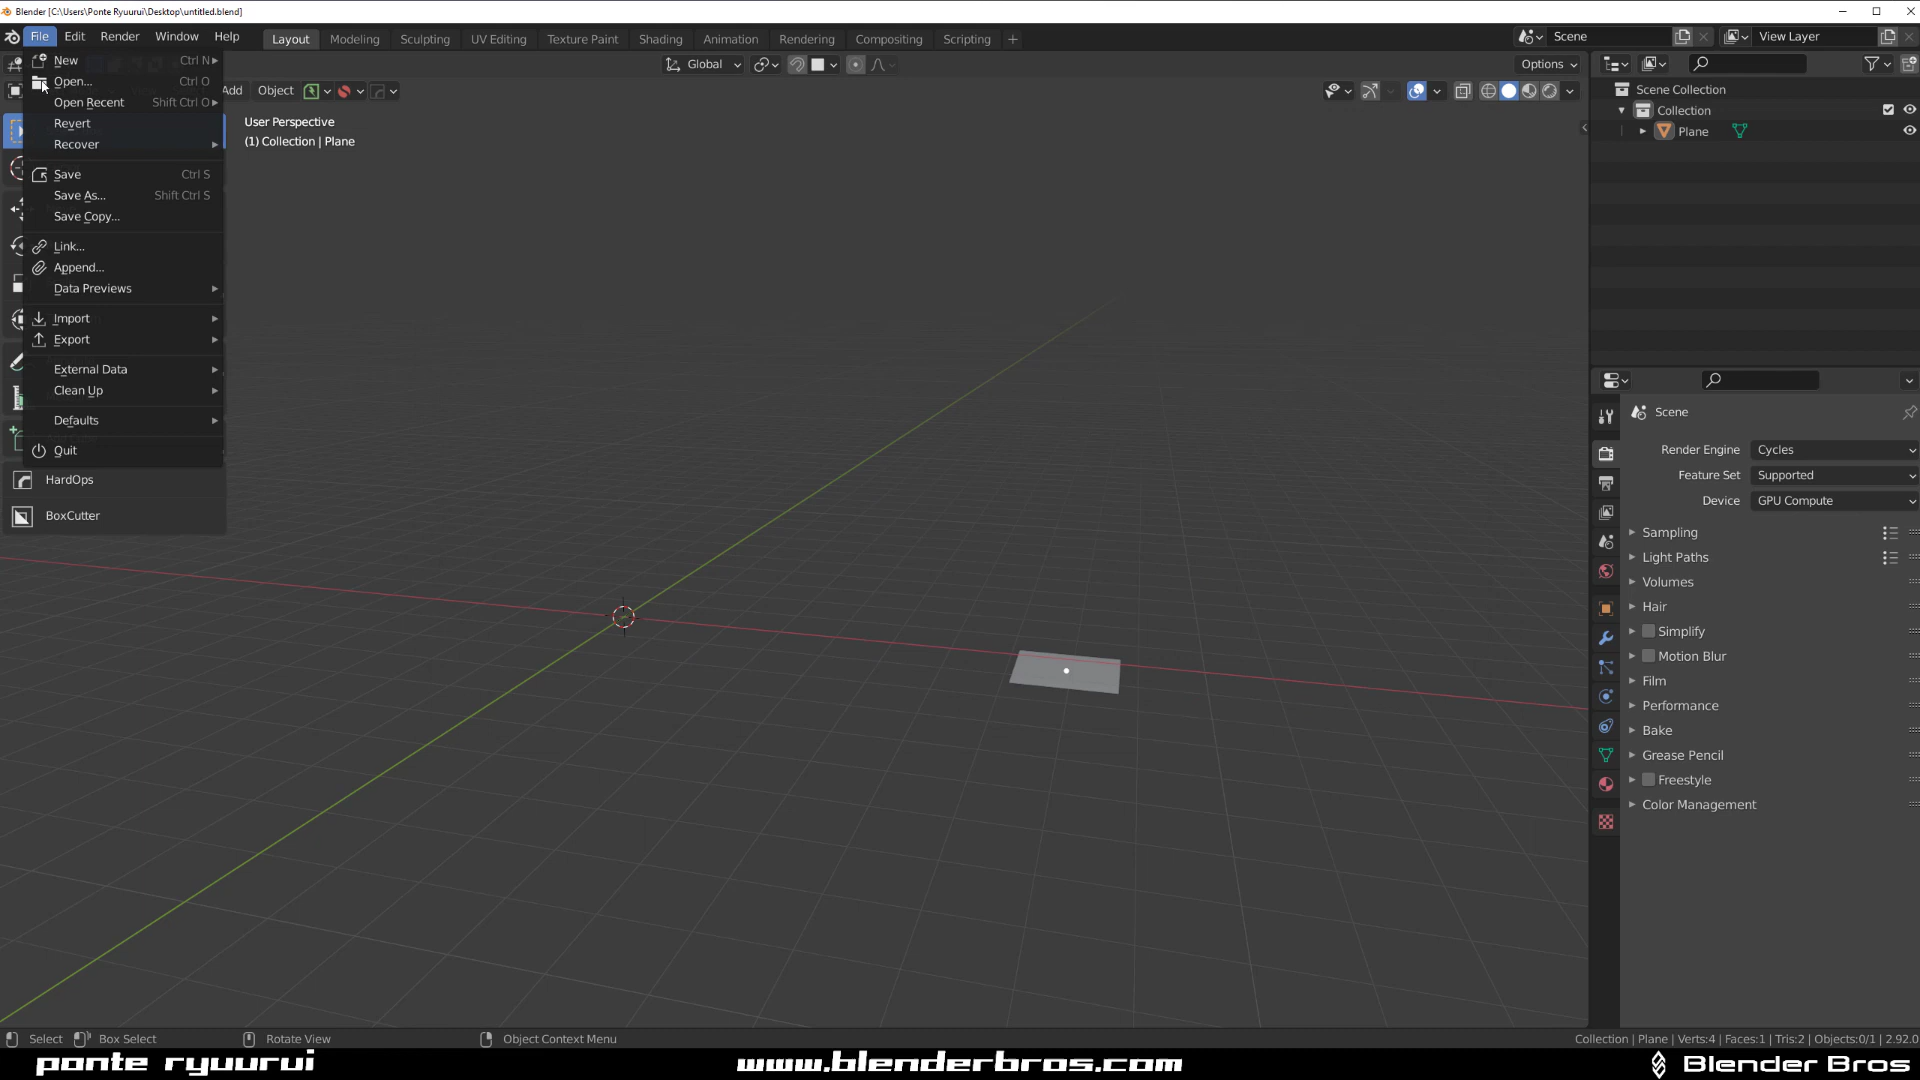 Blender [C:\Users\Ponte Ryuurui\Desktop\untitled.blend]
File Edit Render Window Help
Layout Modeling Sculpting UV Editing Texture Paint Shading Animation Rendering Compositing Scripting +
Scene View Layer
New Ctrl N
Open... Ctrl O
Open Recent Shift Ctrl O
Revert
Recover
Save Ctrl S
Save As... Shift Ctrl S
Save Copy...
Link...
Append...
Data Previews
Import
Export
External Data
Clean Up
Defaults
Quit
HardOps
BoxCutter
Global
Options
Add Object
User Perspective
(1) Collection | Plane
Scene Collection
Collection
Plane
Scene
Render Engine Cycles
Feature Set Supported
Device GPU Compute
Sampling
Light Paths
Volumes
Hair
Simplify
Motion Blur
Film
Performance
Bake
Grease Pencil
Freestyle
Color Management
Select Box Select Rotate View Object Context Menu
Collection | Plane | Verts:4 | Faces:1 | Tris:2 | Objects:0/1 | 2.92.0
ponte ryuurui www.blenderbros.com Blender Bros